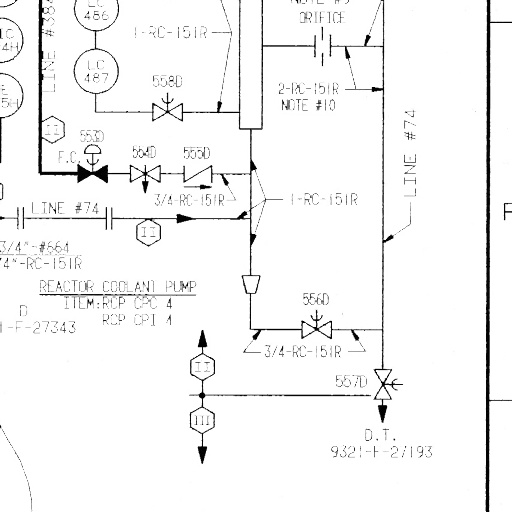 LC
486
LC
487
LINE #384
NOTE #9
ORIFICE
1-RC-151R
558D
2-RC-151R
NOTE #10
II
553D
F.C.
554D
555D
3/4-RC-151R
1-RC-151R
LINE #74
LINE #74
II
3/4"-#664
RC-151R
REACTOR COOLANT PUMP
ITEM:RCP CPC 4
RCP CPI 4
D
F-27343
556D
3/4-RC-151R
II
557D
III
D.T.
9321-F-27193